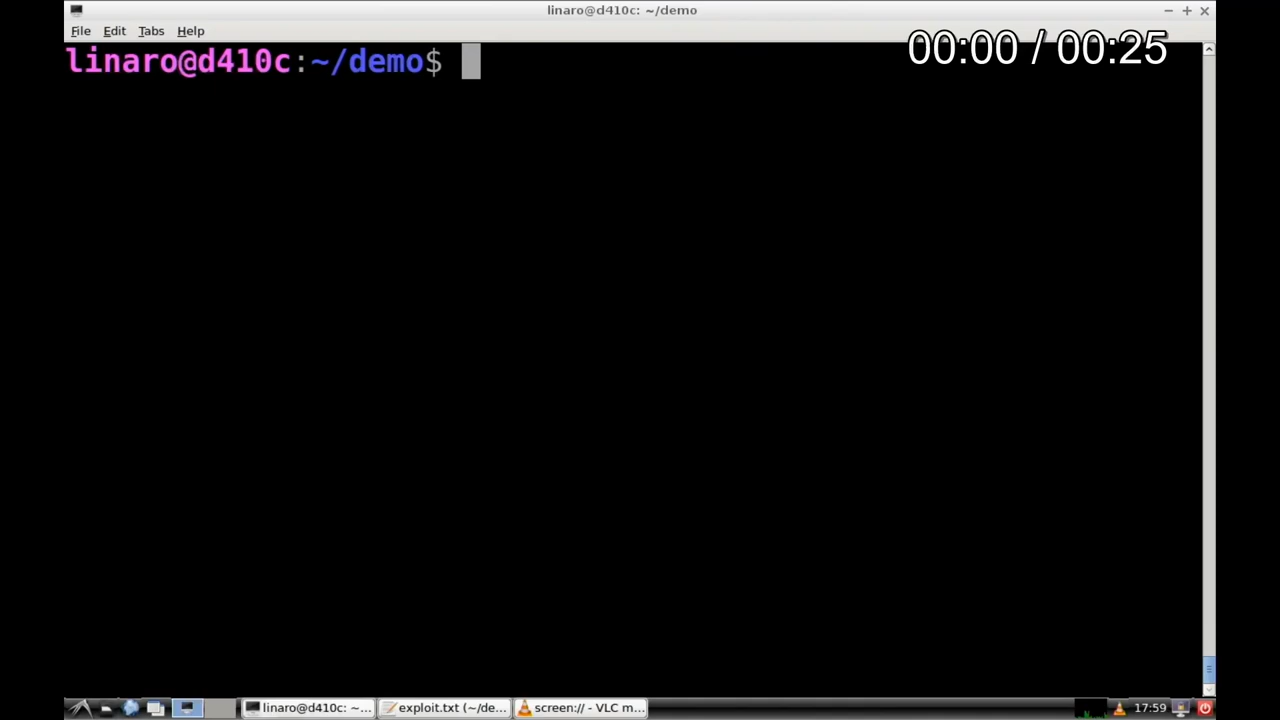 linaro@d410c: ~/demo
File Edit Tabs Help
00:00 / 00:25
linaro@d410c:~/demo$
linaro@d410c: ~... exploit.txt (~/de... screen:// - VLC m... 17:59